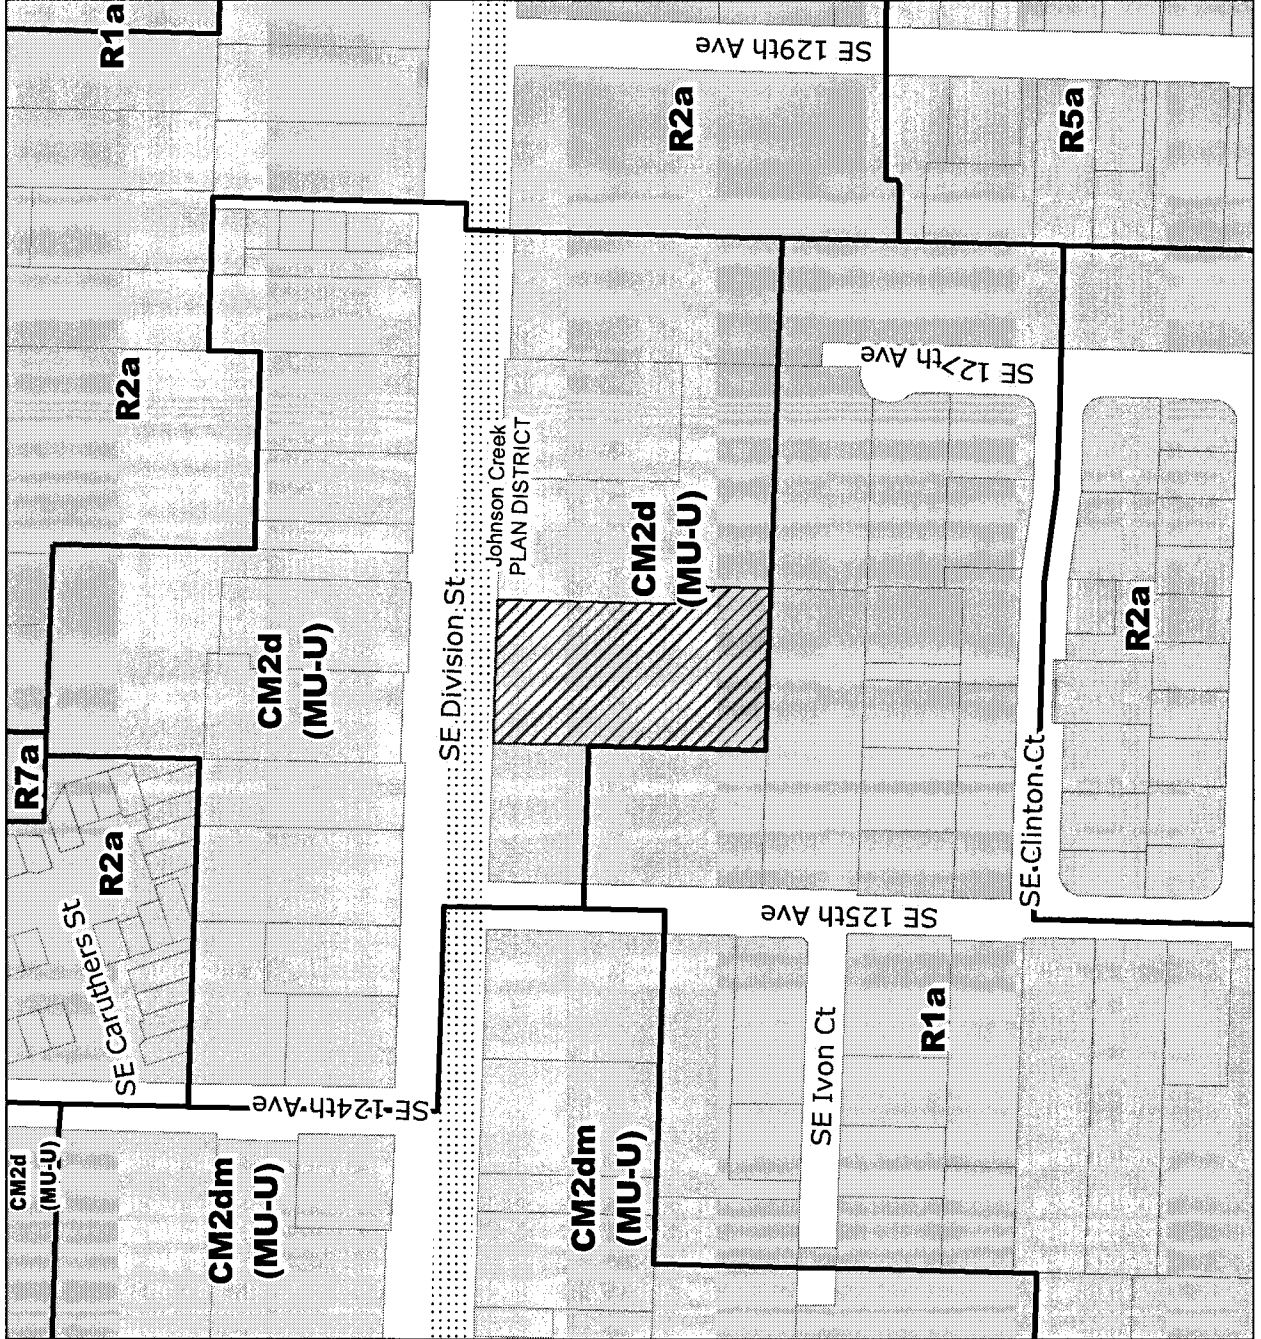 R1a
SE 129th Ave
R2a
R5a
R2a
SE 127th Ave
Johnson Creek
PLAN DISTRICT
CM2d
(MU-U)
SE Division St
CM2d
(MU-U)
R2a
R7a
R2a
SE Caruthers St
SE Clinton Ct
SE 125th Ave
SE 124th Ave
SE Ivon Ct
R1a
CM2d
(MU-U)
CM2dm
(MU-U)
CM2dm
(MU-U)